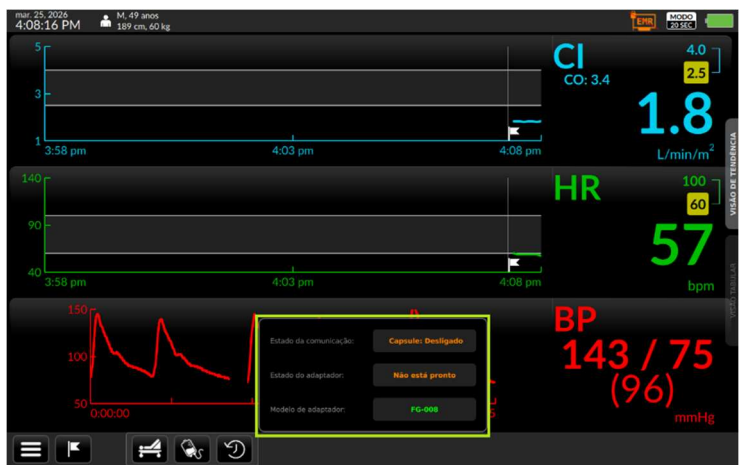 mar. 25, 2026
4:08:16 PM
M, 49 anos
189 cm, 60 kg
EMR
MODO
20 SEC
5
3
1
3:58 pm
4:03 pm
4:08 pm
CI
CO: 3.4
4.0
2.5
1.8
L/min/m²
VISÃO DE TENDÊNCIA
140
90
40
3:58 pm
4:03 pm
4:08 pm
HR
100
60
57
bpm
VISÃO TABULAR
150
100
50
0:00:00
5
BP
143 / 75
(96)
mmHg
Estado da comunicação:
Capsule: Desligado
Estado do adaptador:
Não está pronto
Modelo de adaptador:
FG-008